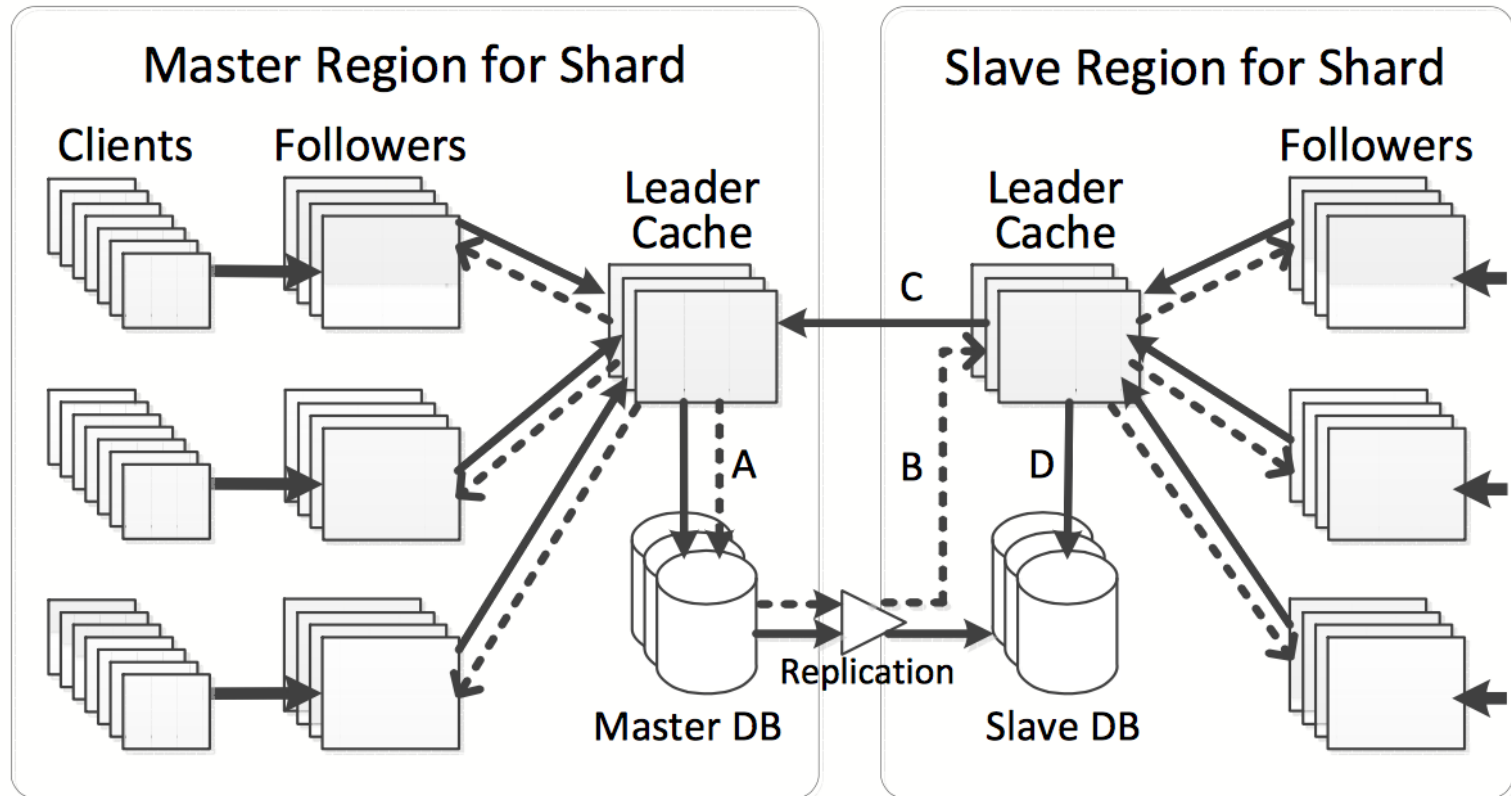 Master Region for Shard
Slave Region for Shard
Clients
Followers
Leader
Cache
Leader
Cache
Followers
C
A
B
D
Replication
Master DB
Slave DB